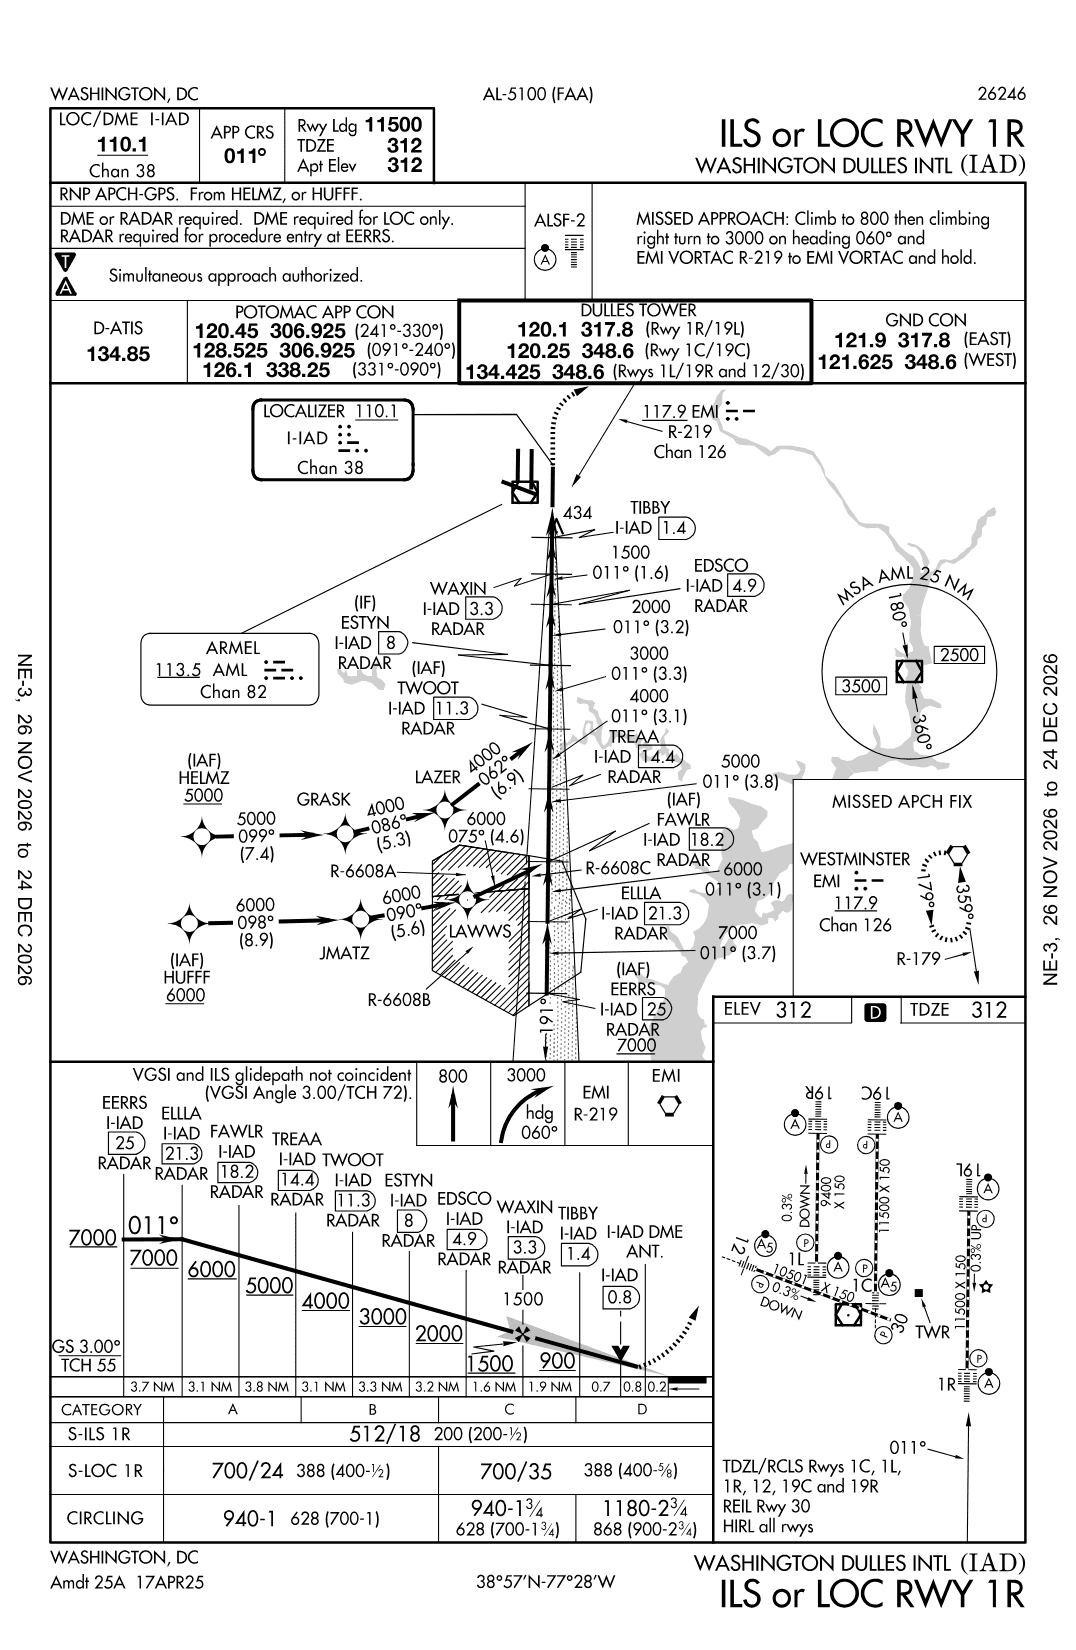 WASHINGTON, DC
AL-5100 (FAA)
26246
LOC/DME I-IAD
110.1
Chan 38
APP CRS
011°
Rwy Ldg 11500
TDZE 312
Apt Elev 312
ILS or LOC RWY 1R
WASHINGTON DULLES INTL (IAD)
RNP APCH-GPS. From HELMZ, or HUFFF.
DME or RADAR required. DME required for LOC only.
RADAR required for procedure entry at EERRS.
T
A
Simultaneous approach authorized.
ALSF-2
A
MISSED APPROACH: Climb to 800 then climbing
right turn to 3000 on heading 060° and
EMI VORTAC R-219 to EMI VORTAC and hold.
D-ATIS
134.85
POTOMAC APP CON
120.45 306.925 (241°-330°)
128.525 306.925 (091°-240°)
126.1 338.25 (331°-090°)
DULLES TOWER
120.1 317.8 (Rwy 1R/19L)
120.25 348.6 (Rwy 1C/19C)
134.425 348.6 (Rwys 1L/19R and 12/30)
GND CON
121.9 317.8 (EAST)
121.625 348.6 (WEST)
LOCALIZER 110.1
I-IAD
Chan 38
117.9 EMI
R-219
Chan 126
434
TIBBY
I-IAD 1.4
1500
011° (1.6)
EDSCO
I-IAD 4.9
RADAR
WAXIN
I-IAD 3.3
RADAR
2000
011° (3.2)
(IF)
ESTYN
I-IAD 8
RADAR
3000
011° (3.3)
(IAF)
TWOOT
I-IAD 11.3
RADAR
4000
011° (3.1)
ARMEL
113.5 AML
Chan 82
TREAA
I-IAD 14.4
RADAR
5000
011° (3.8)
MSA AML 25 NM
180°
2500
3500
360°
(IAF)
HELMZ
5000
5000
099°
(7.4)
GRASK
4000
086°
(5.3)
LAZER
4000
062°
(6.9)
6000
075° (4.6)
(IAF)
FAWLR
I-IAD 18.2
RADAR
R-6608A
R-6608C
6000
011° (3.1)
6000
098°
(8.9)
(IAF)
HUFFF
6000
JMATZ
6000
090°
(5.6)
LAWWS
R-6608B
ELLLA
I-IAD 21.3
RADAR
7000
011° (3.7)
(IAF)
EERRS
I-IAD 25
RADAR
7000
191°
MISSED APCH FIX
WESTMINSTER
EMI
117.9
Chan 126
179°
359°
R-179
NE-3, 26 NOV 2026 to 24 DEC 2026
NE-3, 26 NOV 2026 to 24 DEC 2026
VGSI and ILS glidepath not coincident
(VGSI Angle 3.00/TCH 72).
800
3000
hdg
060°
EMI
R-219
EMI
EERRS
I-IAD
25
RADAR
ELLLA
I-IAD
21.3
RADAR
FAWLR
I-IAD
18.2
RADAR
TREAA
I-IAD
14.4
RADAR
TWOOT
I-IAD
11.3
RADAR
ESTYN
I-IAD
8
RADAR
EDSCO
I-IAD
4.9
RADAR
WAXIN
I-IAD
3.3
RADAR
TIBBY
I-IAD
1.4
I-IAD DME
ANT.
I-IAD
0.8
7000
011°
7000
6000
5000
4000
3000
2000
1500
1500
900
GS 3.00°
TCH 55
3.7 NM
3.1 NM
3.8 NM
3.1 NM
3.3 NM
3.2 NM
1.6 NM
1.9 NM
0.7
0.8
0.2
CATEGORY A B C D
S-ILS 1R 512/18 200 (200-½)
S-LOC 1R 700/24 388 (400-½) 700/35 388 (400-⅝)
CIRCLING 940-1 628 (700-1) 940-1¾ 628 (700-1¾) 1180-2¾ 868 (900-2¾)
ELEV 312
D
TDZE 312
19R
A
P
19C
A
P
0.3%
DOWN
9400
X 150
11500 X 150
19L
A
P
12
A5
P
P
1L
A
P
1C
A5
10501 X 150
0.3%
DOWN
30
P
TWR
11500 X 150
0.3% UP
P
1R
A
011°
TDZL/RCLS Rwys 1C, 1L,
1R, 12, 19C and 19R
REIL Rwy 30
HIRL all rwys
WASHINGTON, DC
Amdt 25A 17APR25
38°57'N-77°28'W
WASHINGTON DULLES INTL (IAD)
ILS or LOC RWY 1R